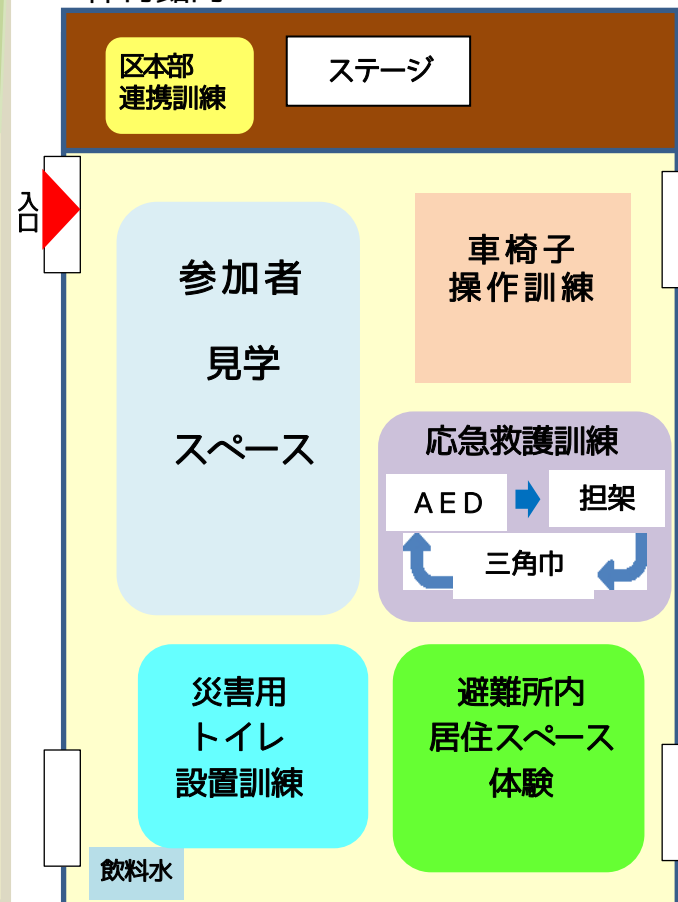 区本部
連携訓練
ステージ
入口
参加者
見学
スペース
車椅子
操作訓練
応急救護訓練
AED
担架
三角巾
災害用
トイレ
設置訓練
避難所内
居住スペース
体験
飲料水